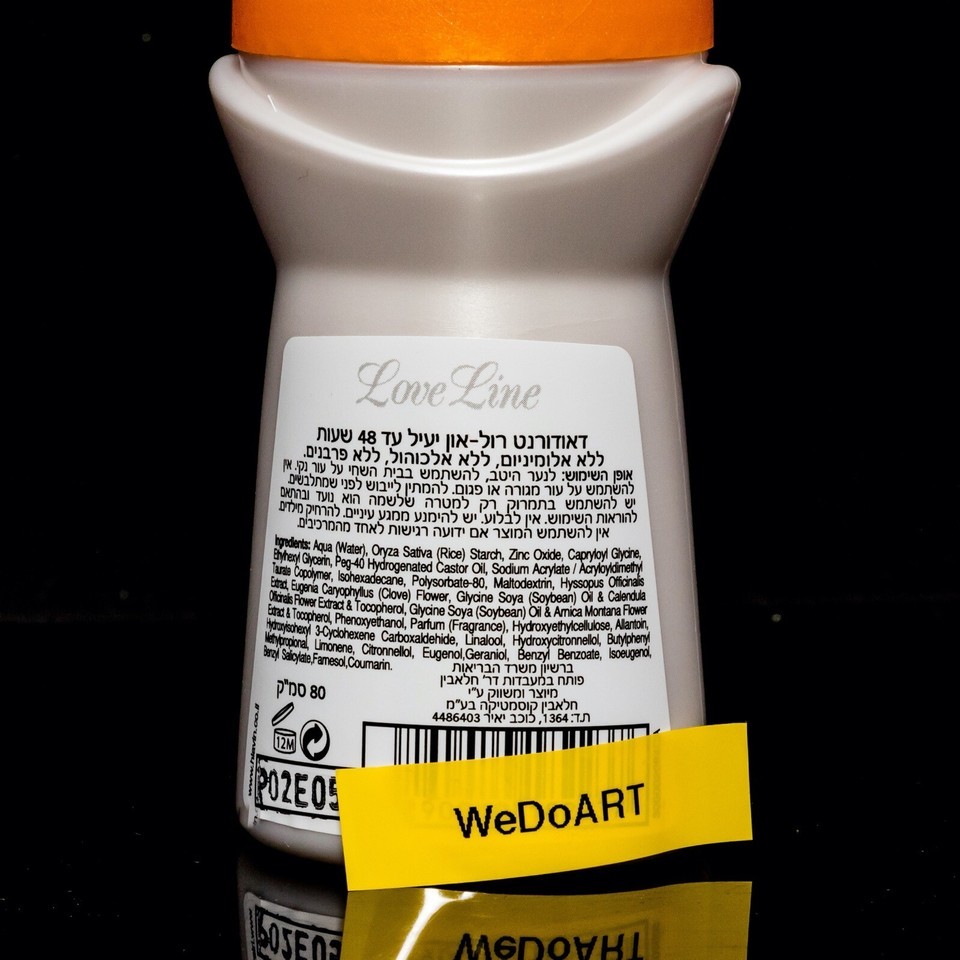 Love Line
דאודורנט רול-און יעיל עד 48 שעות
ללא אלומיניום, ללא אלכוהול, ללא פרבנים.
אופן השימוש: לנער היטב, להשתמש בבית השחי על עור נקי. אין
להשתמש על עור מגורה או פגום. להמתין לייבוש לפני שמתלבשים.
יש להשתמש בתמרוק רק למטרה שלשמה הוא נועד ובהתאם
להוראות השימוש. אין לבלוע. יש להימנע ממגע עיניים. להרחיק מילדים.
אין להשתמש המוצר אם ידועה רגישות לאחד מהמרכיבים.
Ingredients: Aqua (Water), Oryza Sativa (Rice) Starch, Zinc Oxide, Capryloyl Glycine,
Ethylhexyl Glycerin, Peg-40 Hydrogenated Castor Oil, Sodium Acrylate / Acryloyldimethyl
Taurate Copolymer, Isohexadecane, Polysorbate-80, Maltodextrin, Hyssopus Officinalis
Extract, Eugenia Caryophyllus (Clove) Flower, Glycine Soya (Soybean) Oil & Calendula
Officinalis Flower Extract & Tocopherol, Glycine Soya (Soybean) Oil & Arnica Montana Flower
Extract & Tocopherol, Phenoxyethanol, Parfum (Fragrance), Hydroxyethylcellulose, Allantoin,
Hydroxyisohexyl 3-Cyclohexene Carboxaldehyde, Linalool, Hydroxycitronnellol, Butylphenyl
Methylpropional, Limonene, Citronnellol, Eugenol,Geraniol, Benzyl Benzoate, Isoeugenol,
Benzyl Salicylate,Farnesol,Coumarin.
ברשיון משרד הבריאות
פותח במעבדות דר' חלאבין
מיוצר ומשווק ע"י
חלאבין קוסמטיקה בע"מ
ת.ד: 1364, כוכב יאיר 4486403
80 סמ"ק
12M
www.hlavin.co.il
P02E05
WeDoART